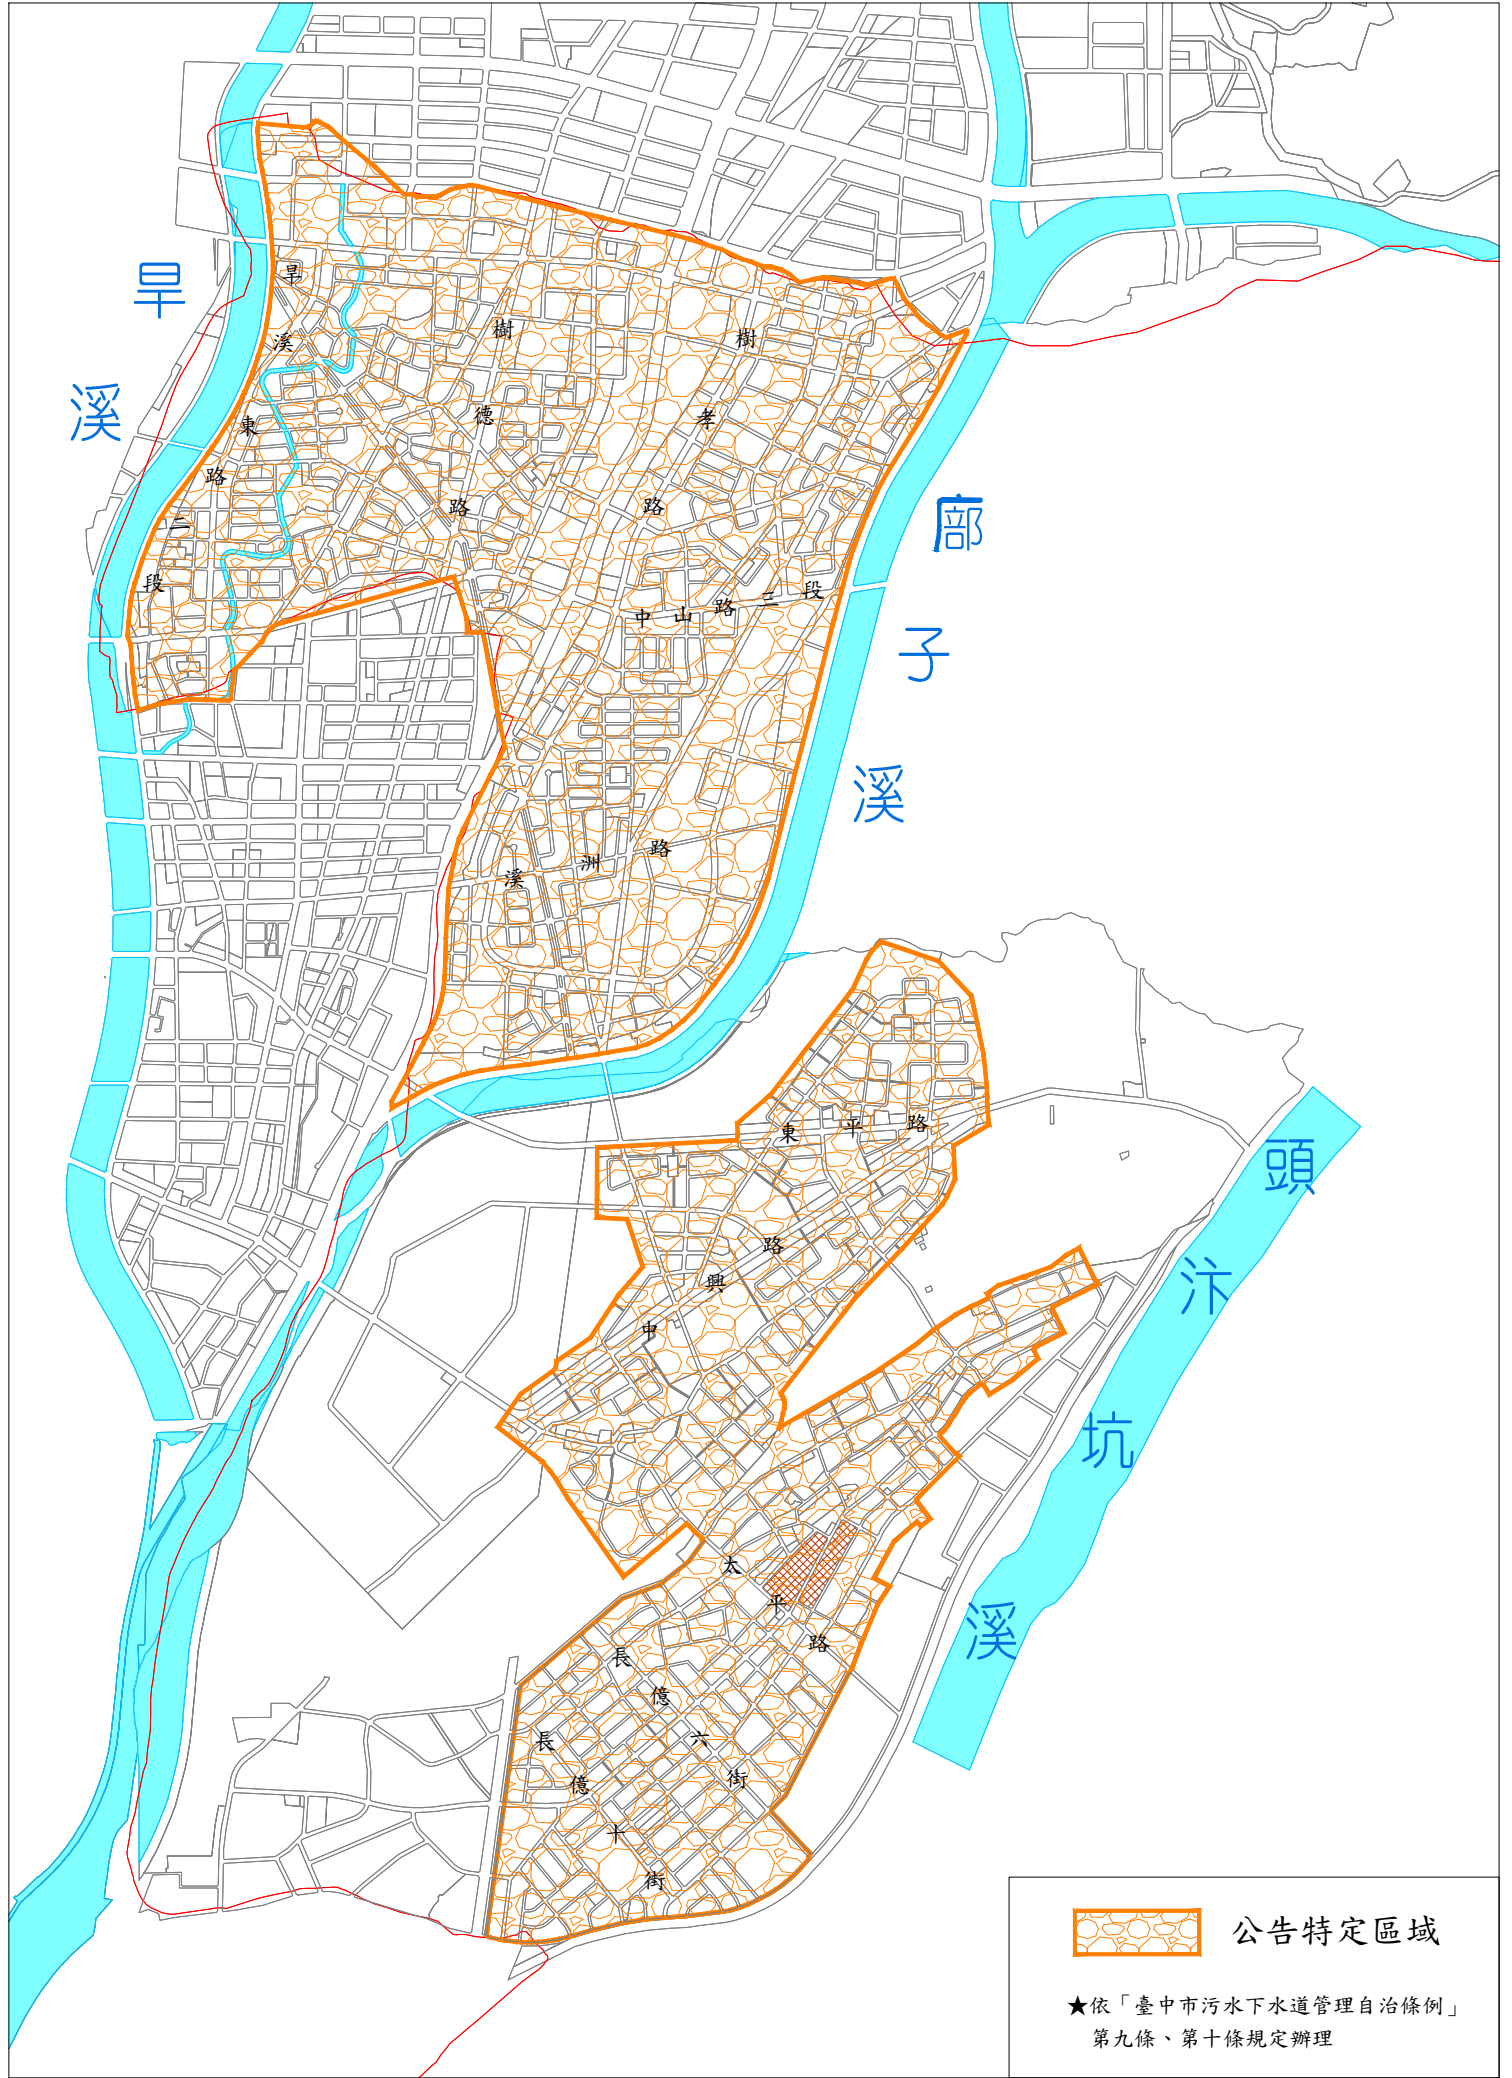 旱溪
旱溪東路二段
樹德路
樹孝路
中山路三段
廍子溪
溪洲路
東平路
中興路
頭汴坑溪
太平路
長億六街
長億十街
公告特定區域
★依「臺中市污水下水道管理自治條例」
第九條、第十條規定辦理